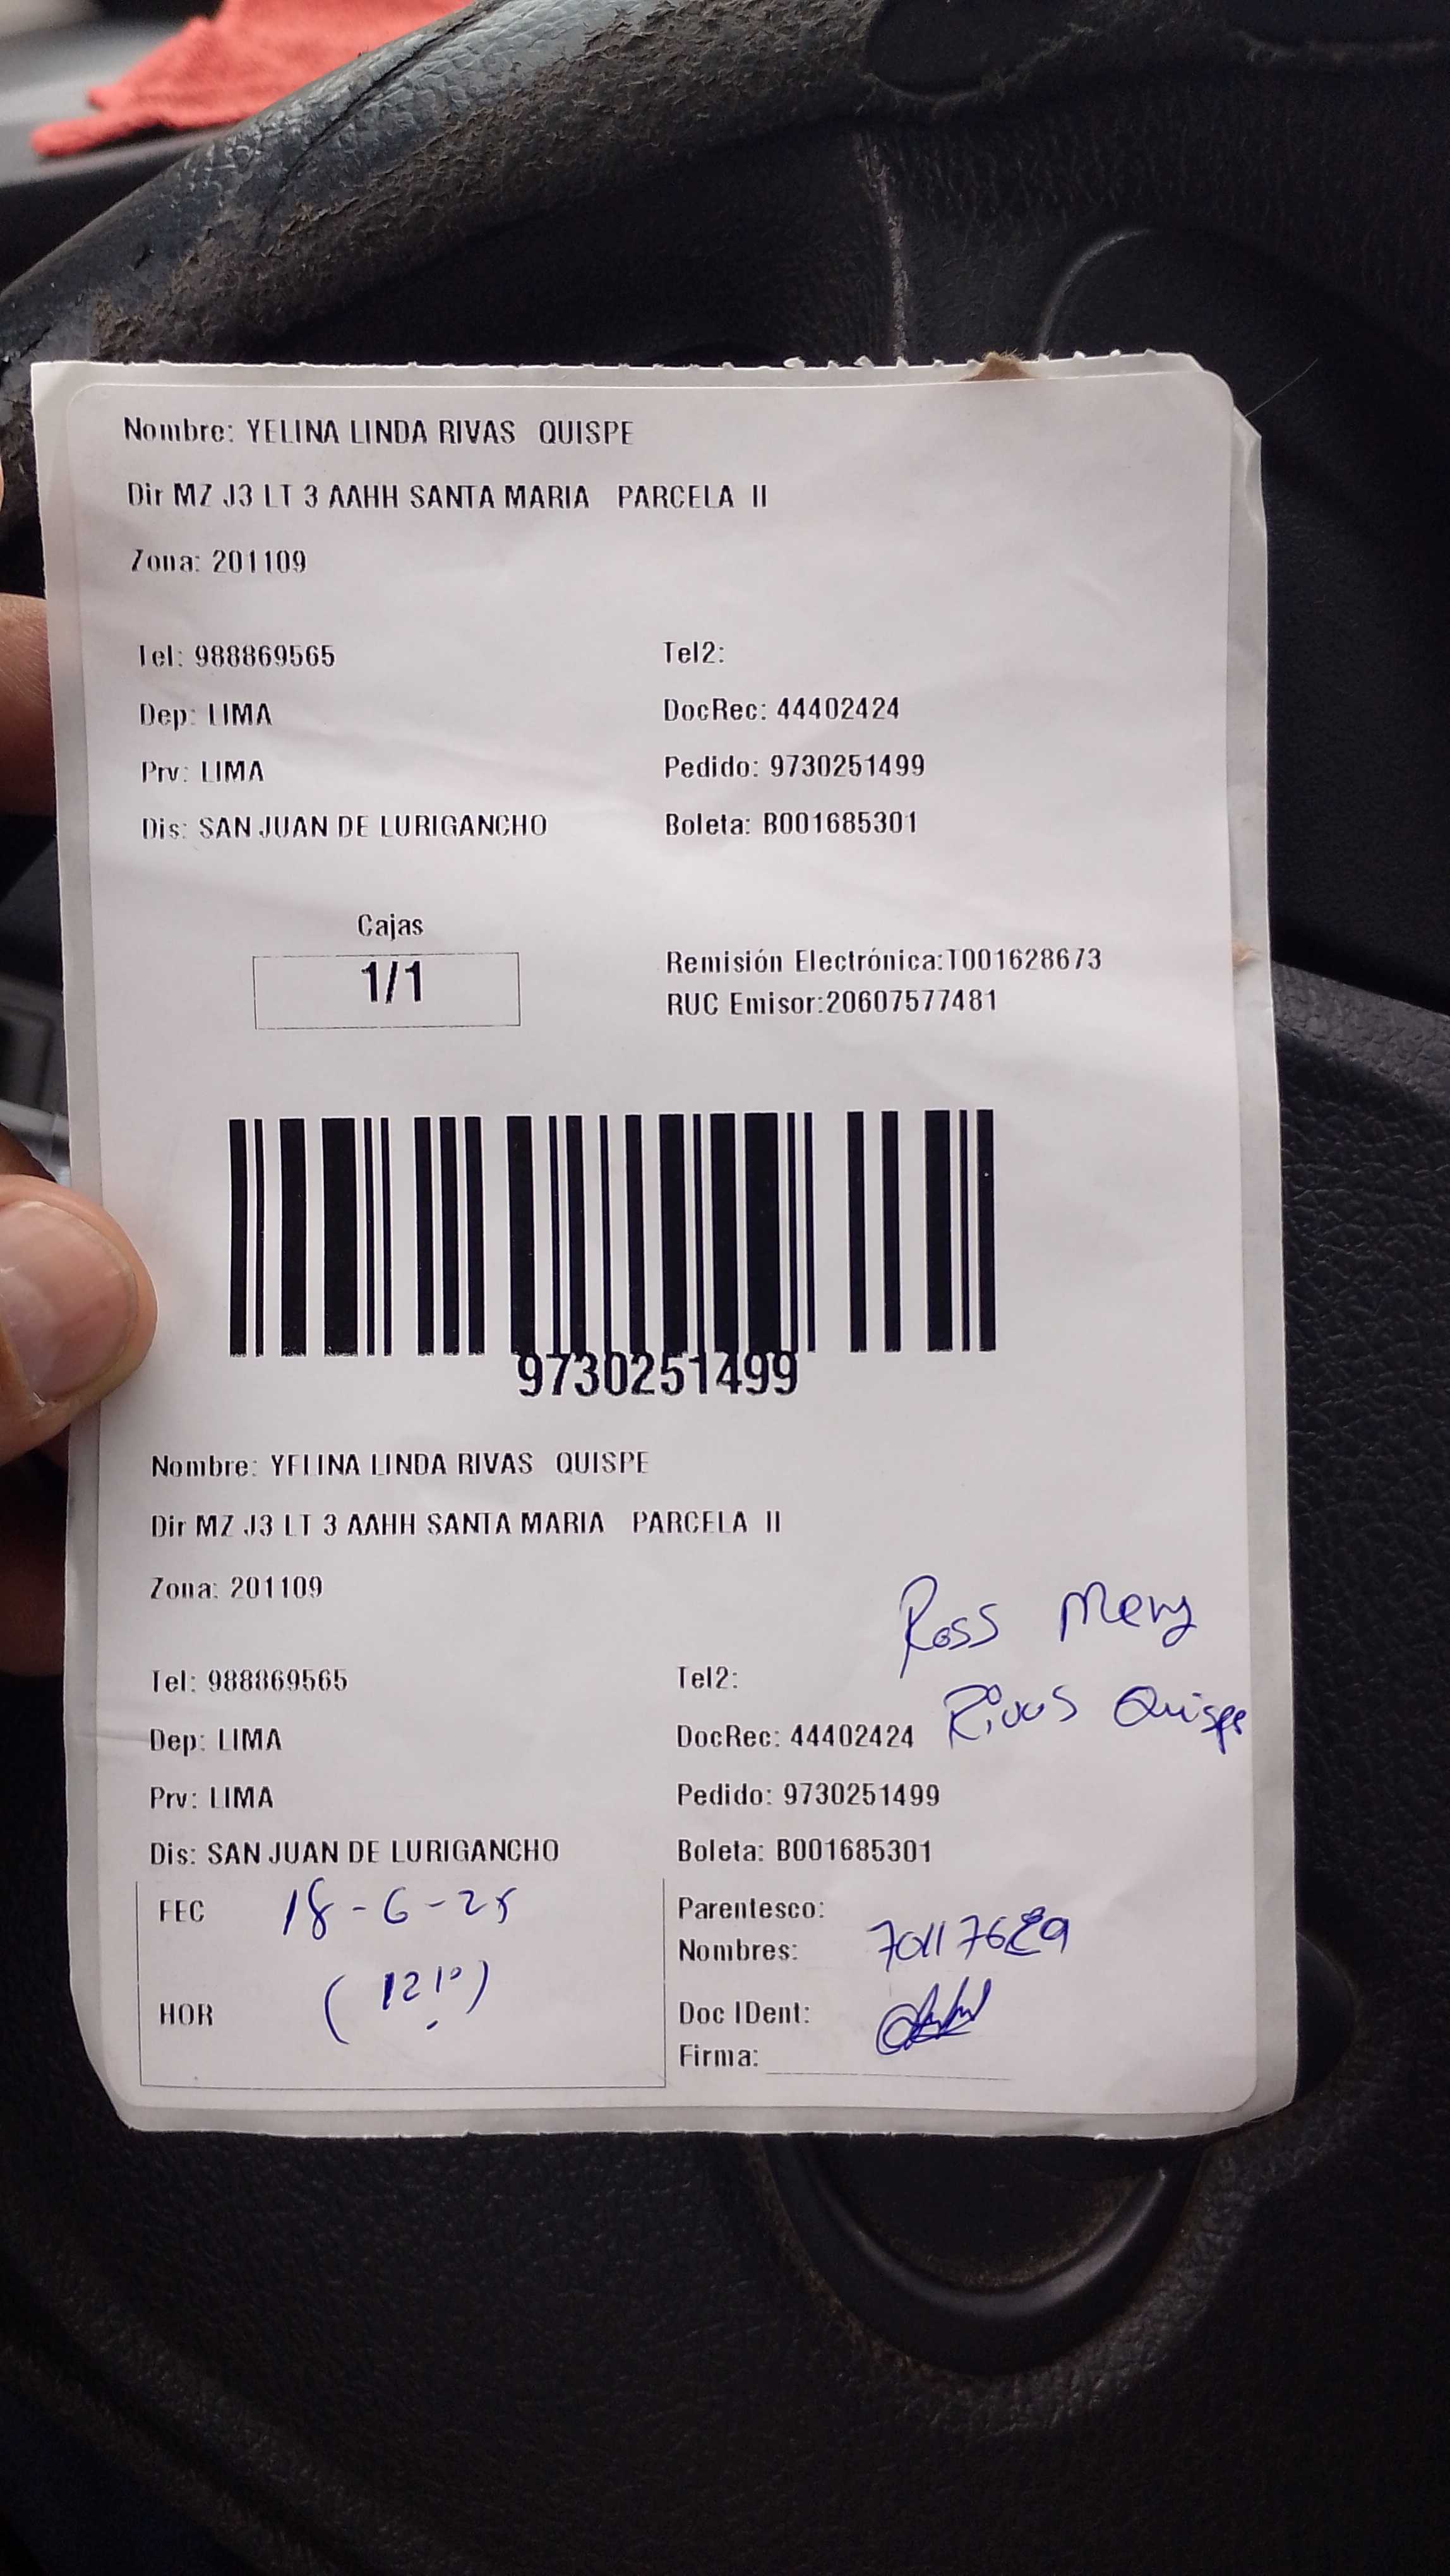 Nombre: YELINA LINDA RIVAS QUISPE
Dir MZ J3 LT 3 AAHH SANTA MARIA PARCELA II
Zona: 201109
Tel: 988869565 Tel2:
Dep: LIMA DocRec: 44402424
Prv: LIMA Pedido: 9730251499
Dis: SAN JUAN DE LURIGANCHO Boleta: B001685301
Cajas
1/1
Remisión Electrónica:T001628673
RUC Emisor:20607577481
9730251499
Nombre: YELINA LINDA RIVAS QUISPE
Dir MZ J3 LT 3 AAHH SANTA MARIA PARCELA II
Zona: 201109
Ross Mery
Tel: 988869565 Tel2:
Rivas Quispe
Dep: LIMA DocRec: 44402424
Prv: LIMA Pedido: 9730251499
Dis: SAN JUAN DE LURIGANCHO Boleta: B001685301
FEC 18-6-25
HOR (12 10)
Parentesco:
Nombres:
Doc IDent:
Firma: